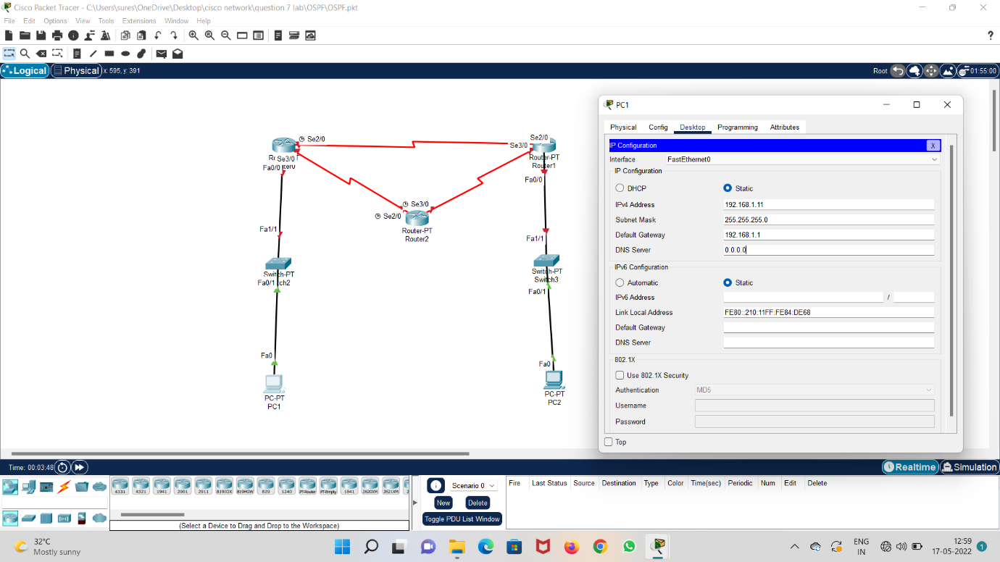 Cisco Packet Tracer - C:\Users\sures\OneDrive\Desktop\cisco network\question 7 lab\OSPF\OSPF.pkt
File Edit Options View Tools Extensions Window Help
Logical Physical x: 595, y: 391 Root 01:55:00
PC1
Physical Config Desktop Programming Attributes
IP Configuration X
Interface FastEthernet0
IP Configuration
DHCP Static
IPv4 Address 192.168.1.11
Subnet Mask 255.255.255.0
Default Gateway 192.168.1.1
DNS Server 0.0.0.0
IPv6 Configuration
Automatic Static
IPv6 Address /
Link Local Address FE80::210:11FF:FE84:DE68
Default Gateway
DNS Server
802.1X
Use 802.1X Security
Authentication MD5
Username
Password
Top
Se2/0
Se3/0
Fa0/0
Se2/0
Se3/0
Router-PT
Router1
Fa0/0
Se3/0
Se2/0
Router-PT
Router2
Fa1/1
Switch-PT
Fa0/1
Fa1/1
Switch-PT
Switch3
Fa0/1
Fa0
PC-PT
PC1
Fa0
PC-PT
PC2
Time: 00:03:48 Realtime Simulation
4331 4321 1941 2901 2911 819IOX 819HGW 829 1240 PT-Router PT-Empty 1841 2620XM 2621XM
(Select a Device to Drag and Drop to the Workspace)
Scenario 0
New Delete
Toggle PDU List Window
Fire Last Status Source Destination Type Color Time(sec) Periodic Num Edit Delete
32°C
Mostly sunny
ENG
IN
12:59
17-05-2022
1